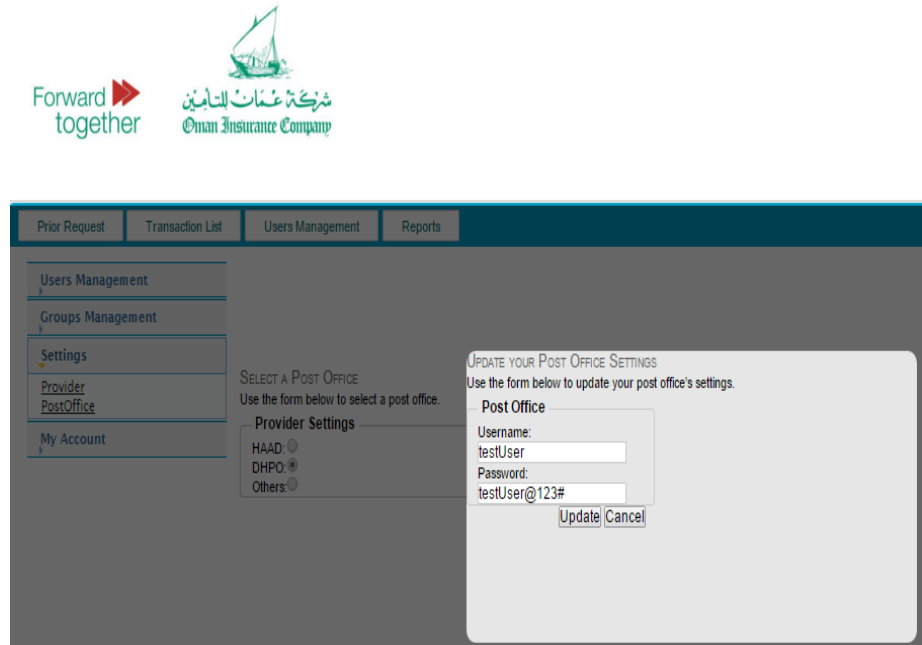 Forward
together
شركة عمان للتأمين
Oman Insurance Company
Prior Request
Transaction List
Users Management
Reports
Users Management
Groups Management
Settings
Provider
PostOffice
My Account
SELECT A POST OFFICE
Use the form below to select a post office.
Provider Settings
HAAD:
DHPO:
Others:
UPDATE YOUR POST OFFICE SETTINGS
Use the form below to update your post office's settings.
Post Office
Username:
testUser
Password:
testUser@123#
Update Cancel